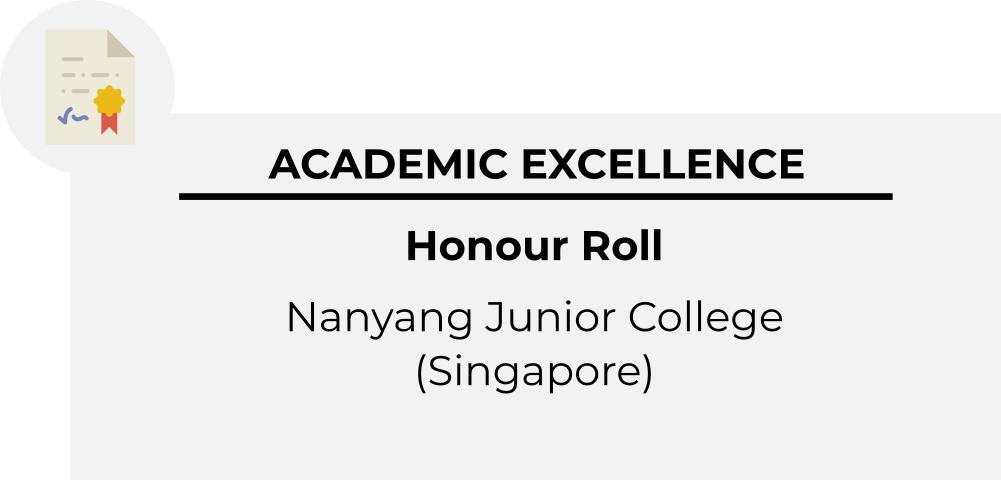 ACADEMIC EXCELLENCE
Honour Roll
Nanyang Junior College
(Singapore)